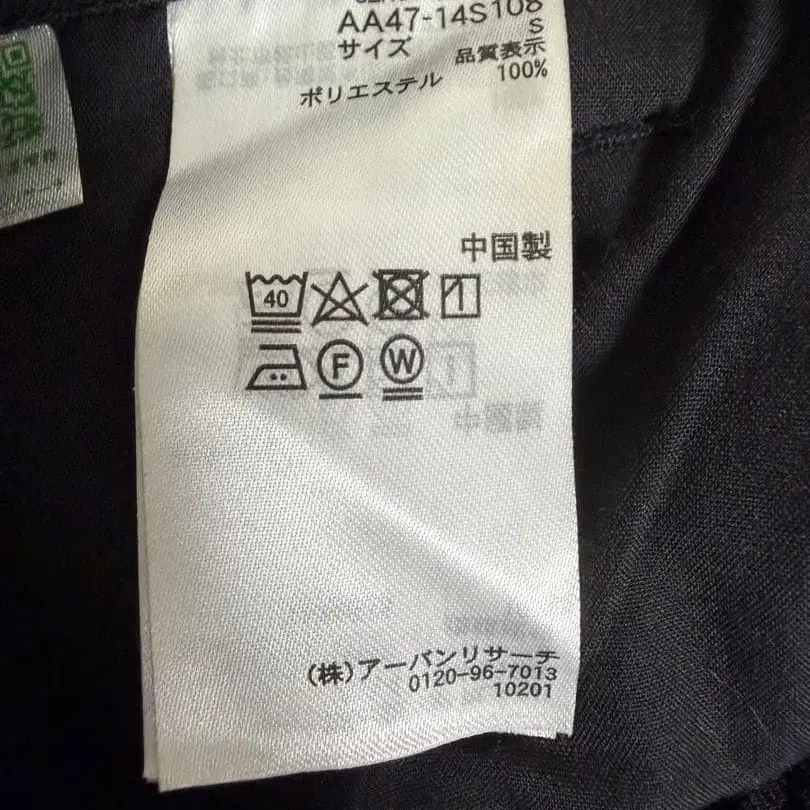 AA47-14S108
サイズ S
品質表示
ポリエステル 100%
中国製
40
F W
(株)アーバンリサーチ
0120-96-7013
10201